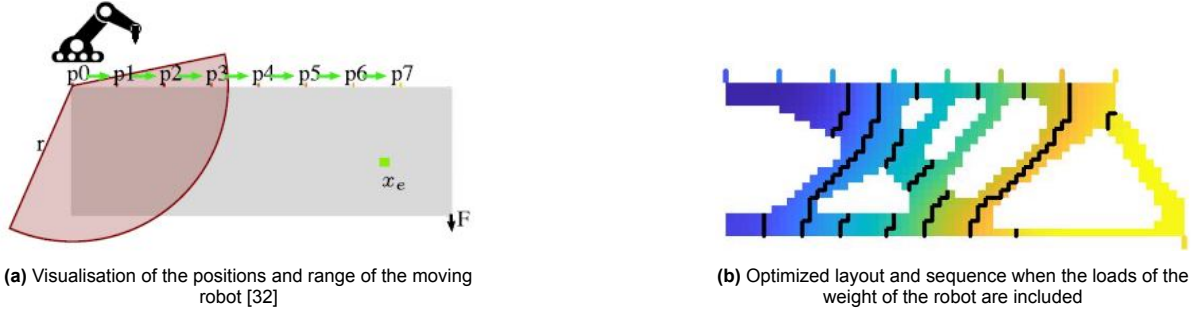 p0 p1 p2 p3 p4 p5 p6 p7
r
x_e
F
(a) Visualisation of the positions and range of the moving
robot [32]
(b) Optimized layout and sequence when the loads of the
weight of the robot are included